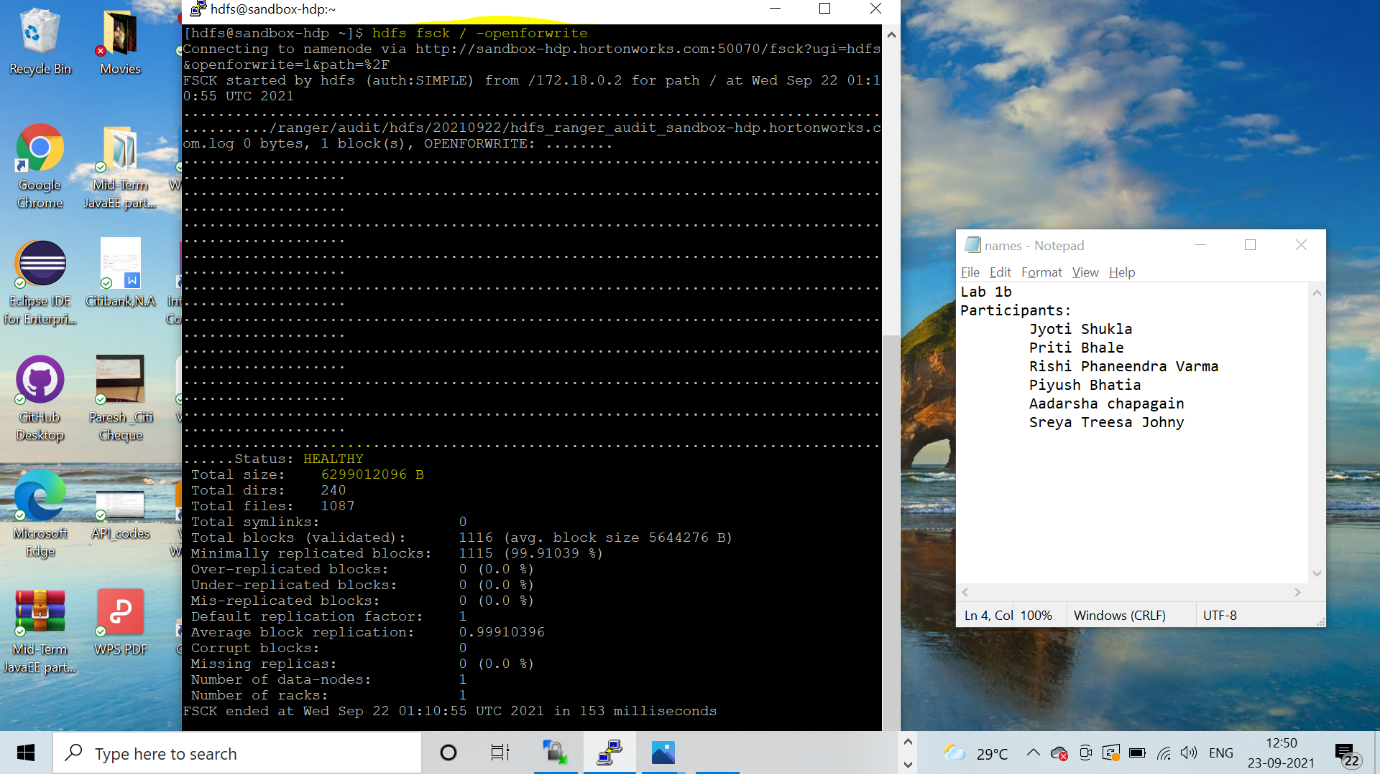 hdfs@sandbox-hdp:~
[hdfs@sandbox-hdp ~]$ hdfs fsck / -openforwrite
Connecting to namenode via http://sandbox-hdp.hortonworks.com:50070/fsck?ugi=hdfs
&openforwrite=1&path=%2F
FSCK started by hdfs (auth:SIMPLE) from /172.18.0.2 for path / at Wed Sep 22 01:1
0:55 UTC 2021
........../ranger/audit/hdfs/20210922/hdfs_ranger_audit_sandbox-hdp.hortonworks.c
om.log 0 bytes, 1 block(s), OPENFORWRITE: ........
......Status: HEALTHY
Total size: 6299012096 B
Total dirs: 240
Total files: 1087
Total symlinks: 0
Total blocks (validated): 1116 (avg. block size 5644276 B)
Minimally replicated blocks: 1115 (99.91039 %)
Over-replicated blocks: 0 (0.0 %)
Under-replicated blocks: 0 (0.0 %)
Mis-replicated blocks: 0 (0.0 %)
Default replication factor: 1
Average block replication: 0.99910396
Corrupt blocks: 0
Missing replicas: 0 (0.0 %)
Number of data-nodes: 1
Number of racks: 1
FSCK ended at Wed Sep 22 01:10:55 UTC 2021 in 153 milliseconds
Recycle Bin
Movies
Google
Chrome
Mid-Term
JavaEE part...
Eclipse IDE
for Enterpri...
Citibank,N.A
GitHub
Desktop
Paresh_Citi
Cheque
Microsoft
Edge
API_codes
Mid-Term
JavaEE part...
WPS PDF
names - Notepad
File Edit Format View Help
Lab 1b
Participants:
Jyoti Shukla
Priti Bhale
Rishi Phaneendra Varma
Piyush Bhatia
Aadarsha chapagain
Sreya Treesa Johny
Ln 4, Col 100% Windows (CRLF) UTF-8
Type here to search
29°C
ENG
12:50
23-09-2021
22